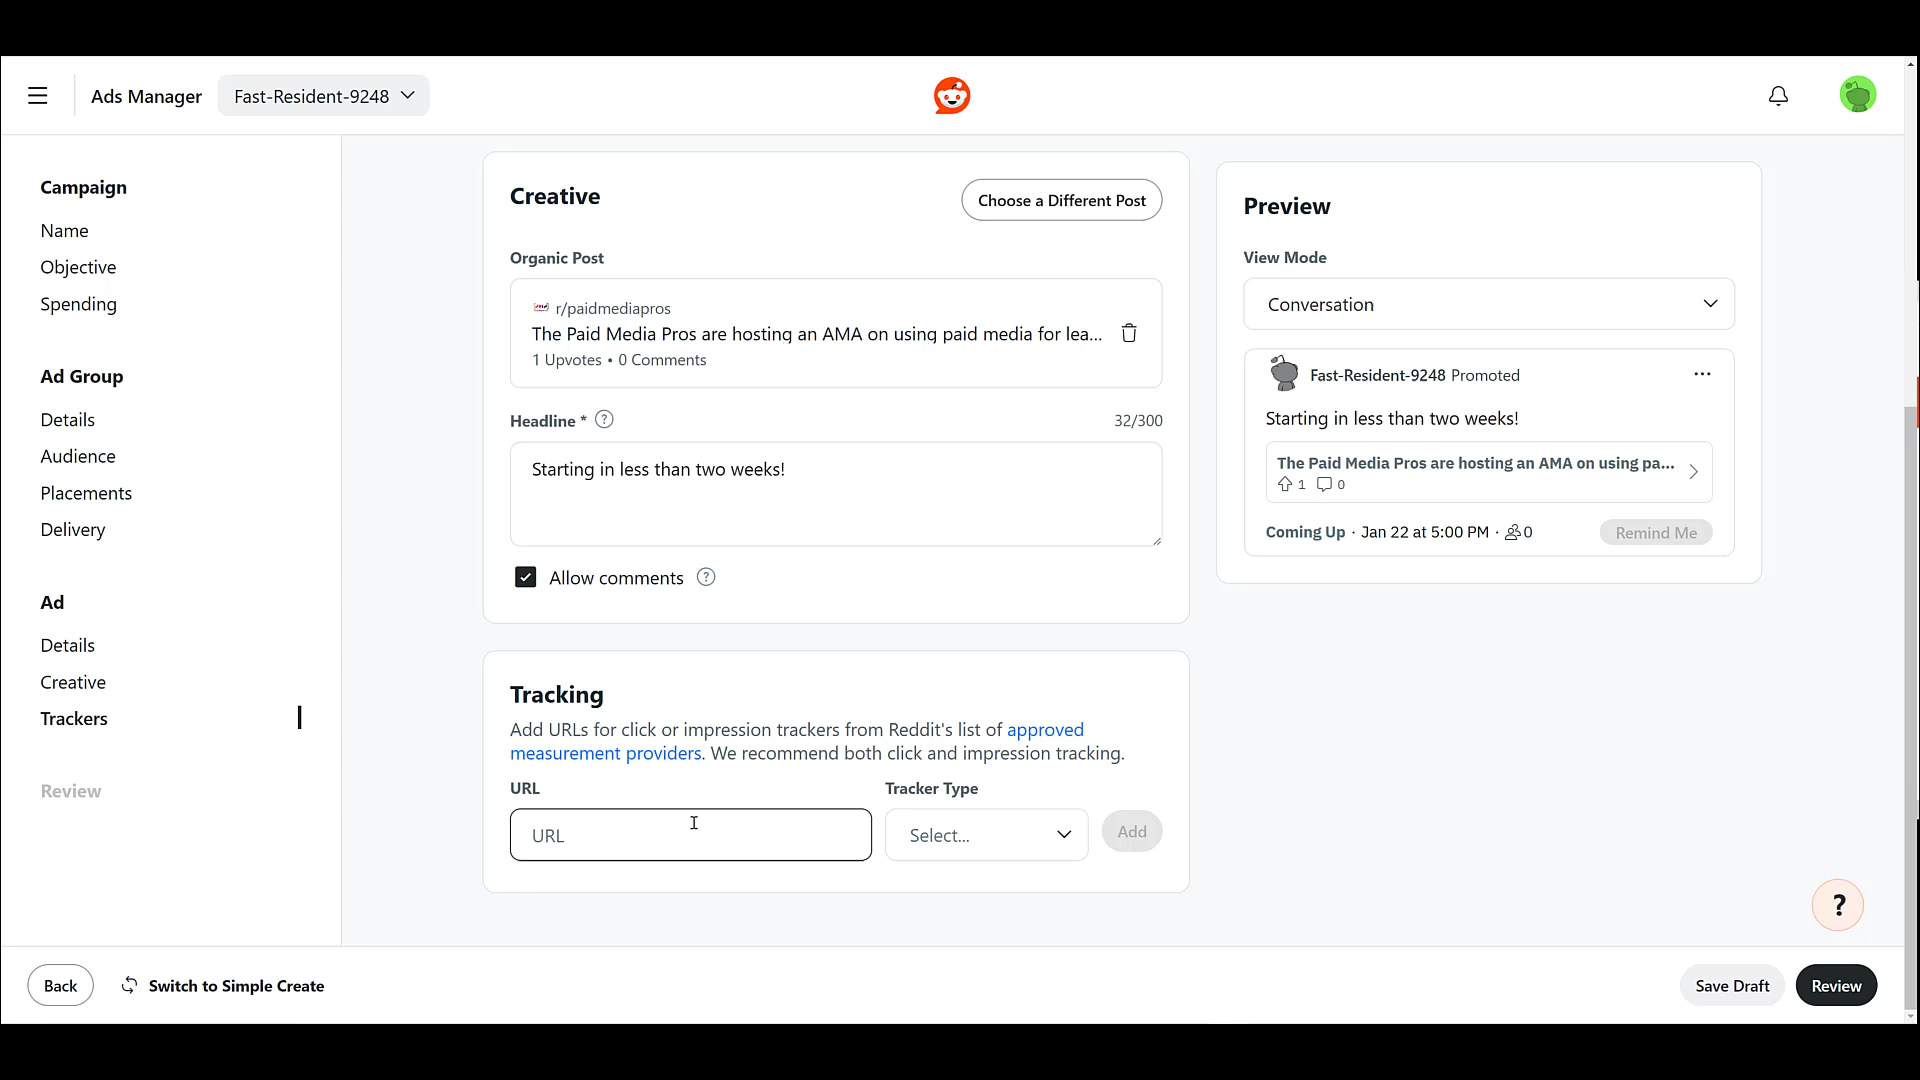 Ads Manager
Fast-Resident-9248
Campaign
Name
Objective
Spending
Ad Group
Details
Audience
Placements
Delivery
Ad
Details
Creative
Trackers
Review
Creative
Choose a Different Post
Organic Post
r/paidmediapros
The Paid Media Pros are hosting an AMA on using paid media for lea...
1 Upvotes • 0 Comments
Headline * ?
32/300
Starting in less than two weeks!
Allow comments ?
Tracking
Add URLs for click or impression trackers from Reddit's list of approved
measurement providers. We recommend both click and impression tracking.
URL
Tracker Type
URL
Select...
Add
Preview
View Mode
Conversation
Fast-Resident-9248 Promoted
Starting in less than two weeks!
The Paid Media Pros are hosting an AMA on using pa...
1 0
Coming Up · Jan 22 at 5:00 PM · 0
Remind Me
?
Back
Switch to Simple Create
Save Draft
Review